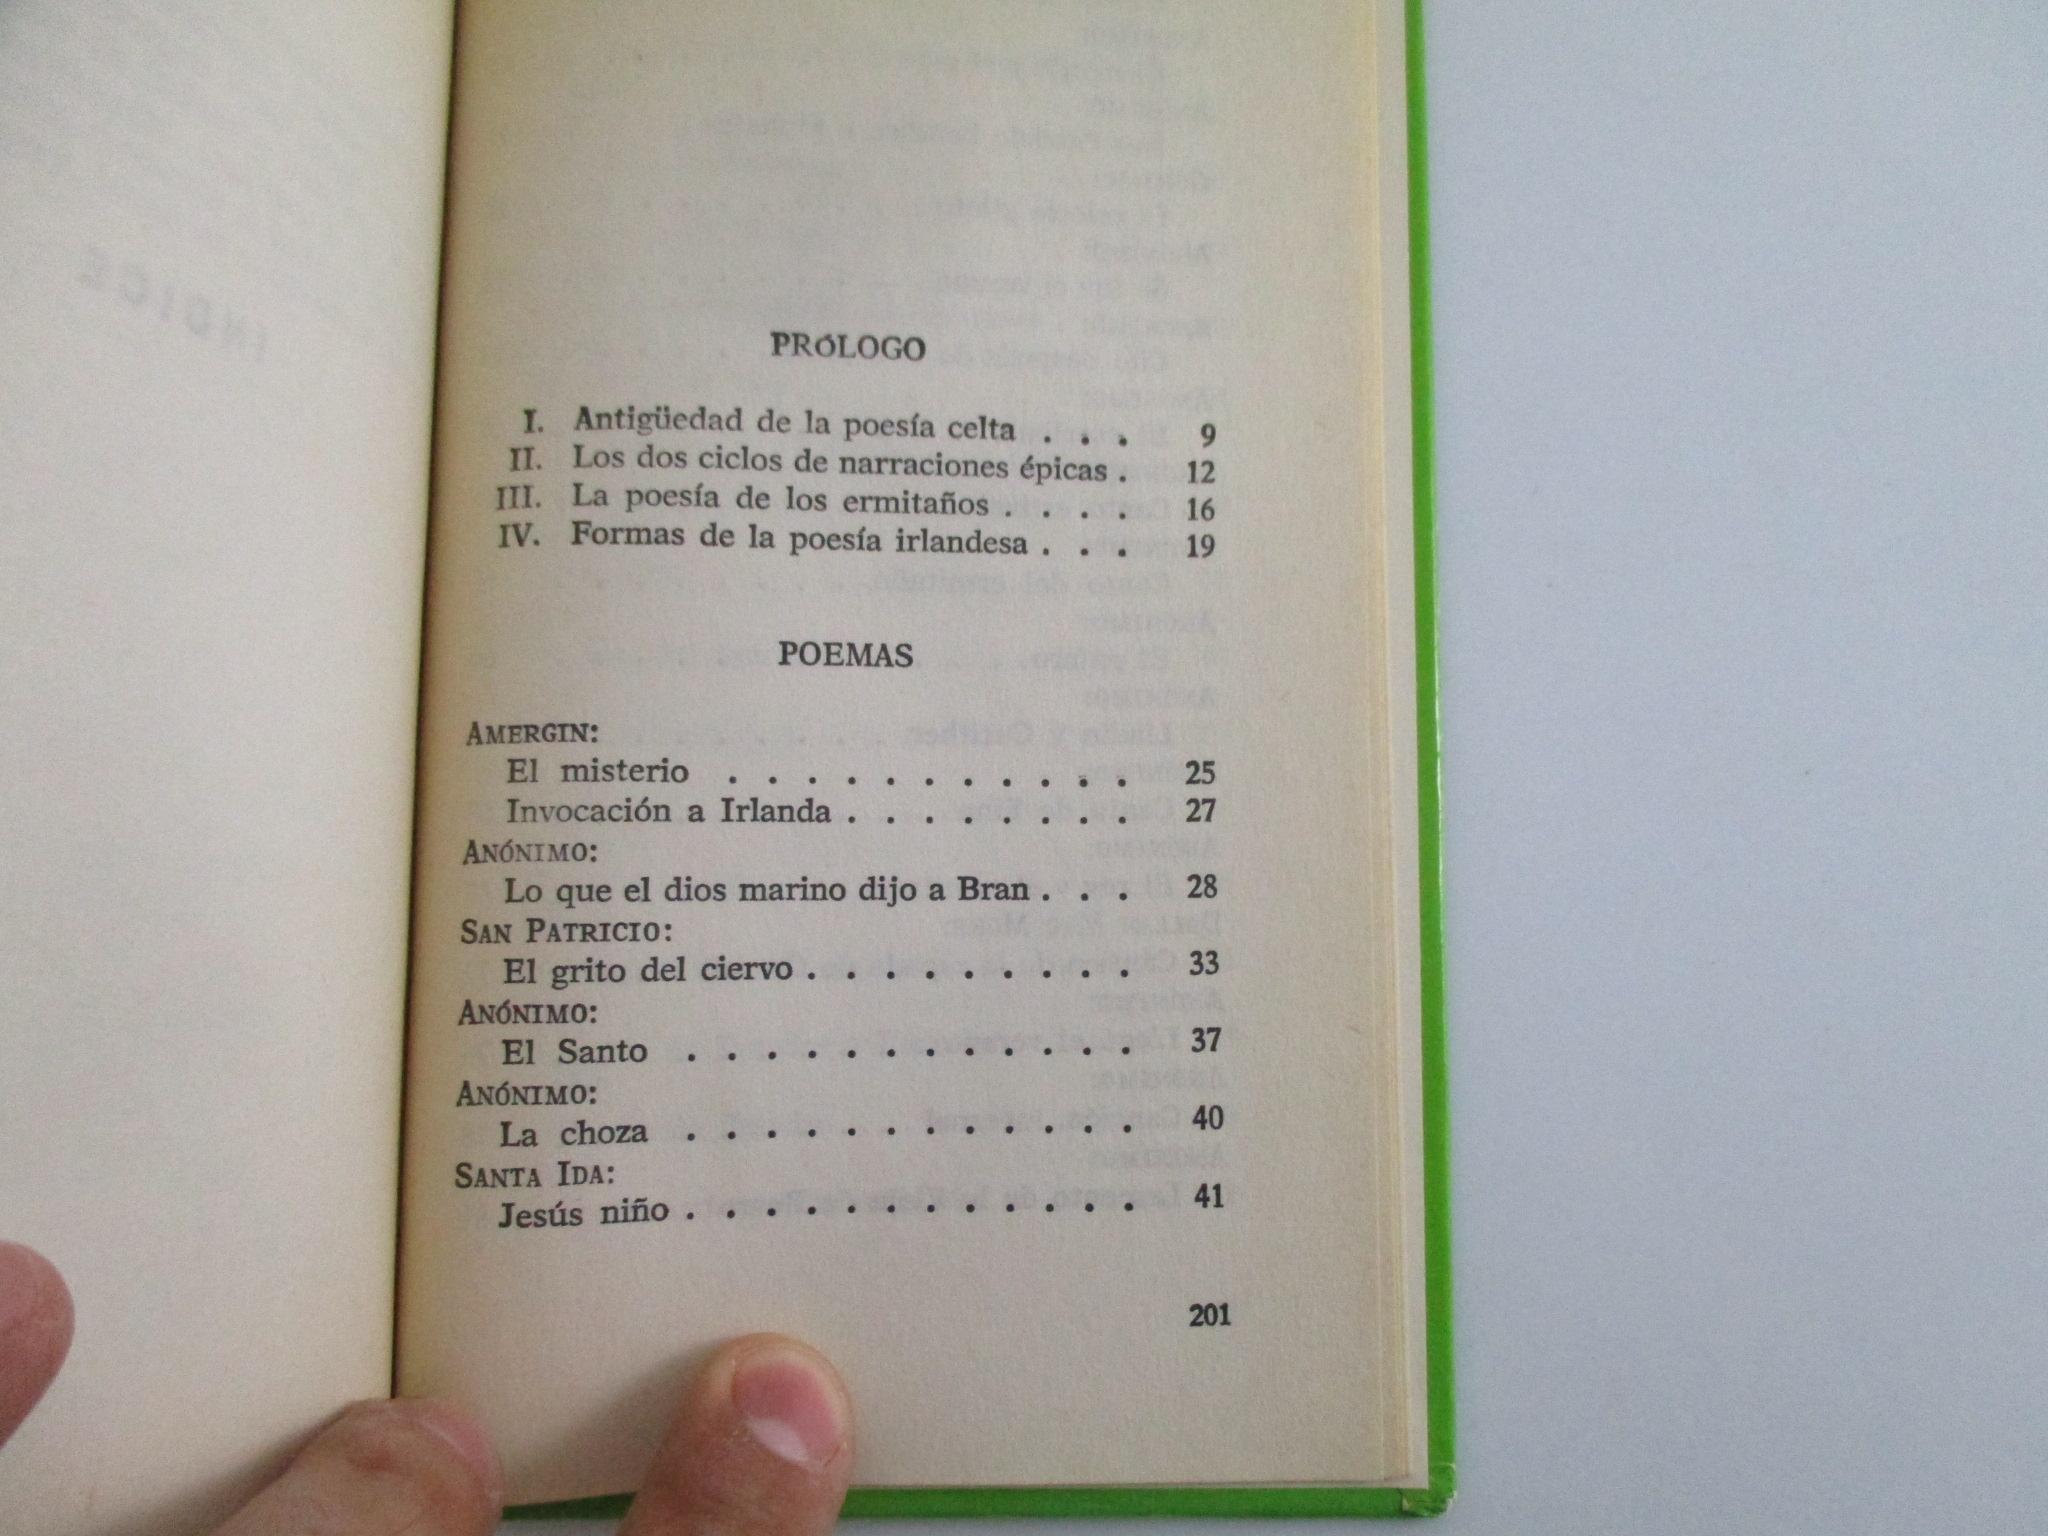 INDICE
PRÓLOGO
I. Antigüedad de la poesía celta . . . 9
II. Los dos ciclos de narraciones épicas . 12
III. La poesía de los ermitaños . . . . 16
IV. Formas de la poesía irlandesa . . . 19
POEMAS
AMERGIN:
El misterio . . . . . . . . . . . 25
Invocación a Irlanda . . . . . . . . 27
ANÓNIMO:
Lo que el dios marino dijo a Bran . . . 28
SAN PATRICIO:
El grito del ciervo . . . . . . . . . 33
ANÓNIMO:
El Santo . . . . . . . . . . . . 37
ANÓNIMO:
La choza . . . . . . . . . . . . 40
SANTA IDA:
Jesús niño . . . . . . . . . . . . 41
201